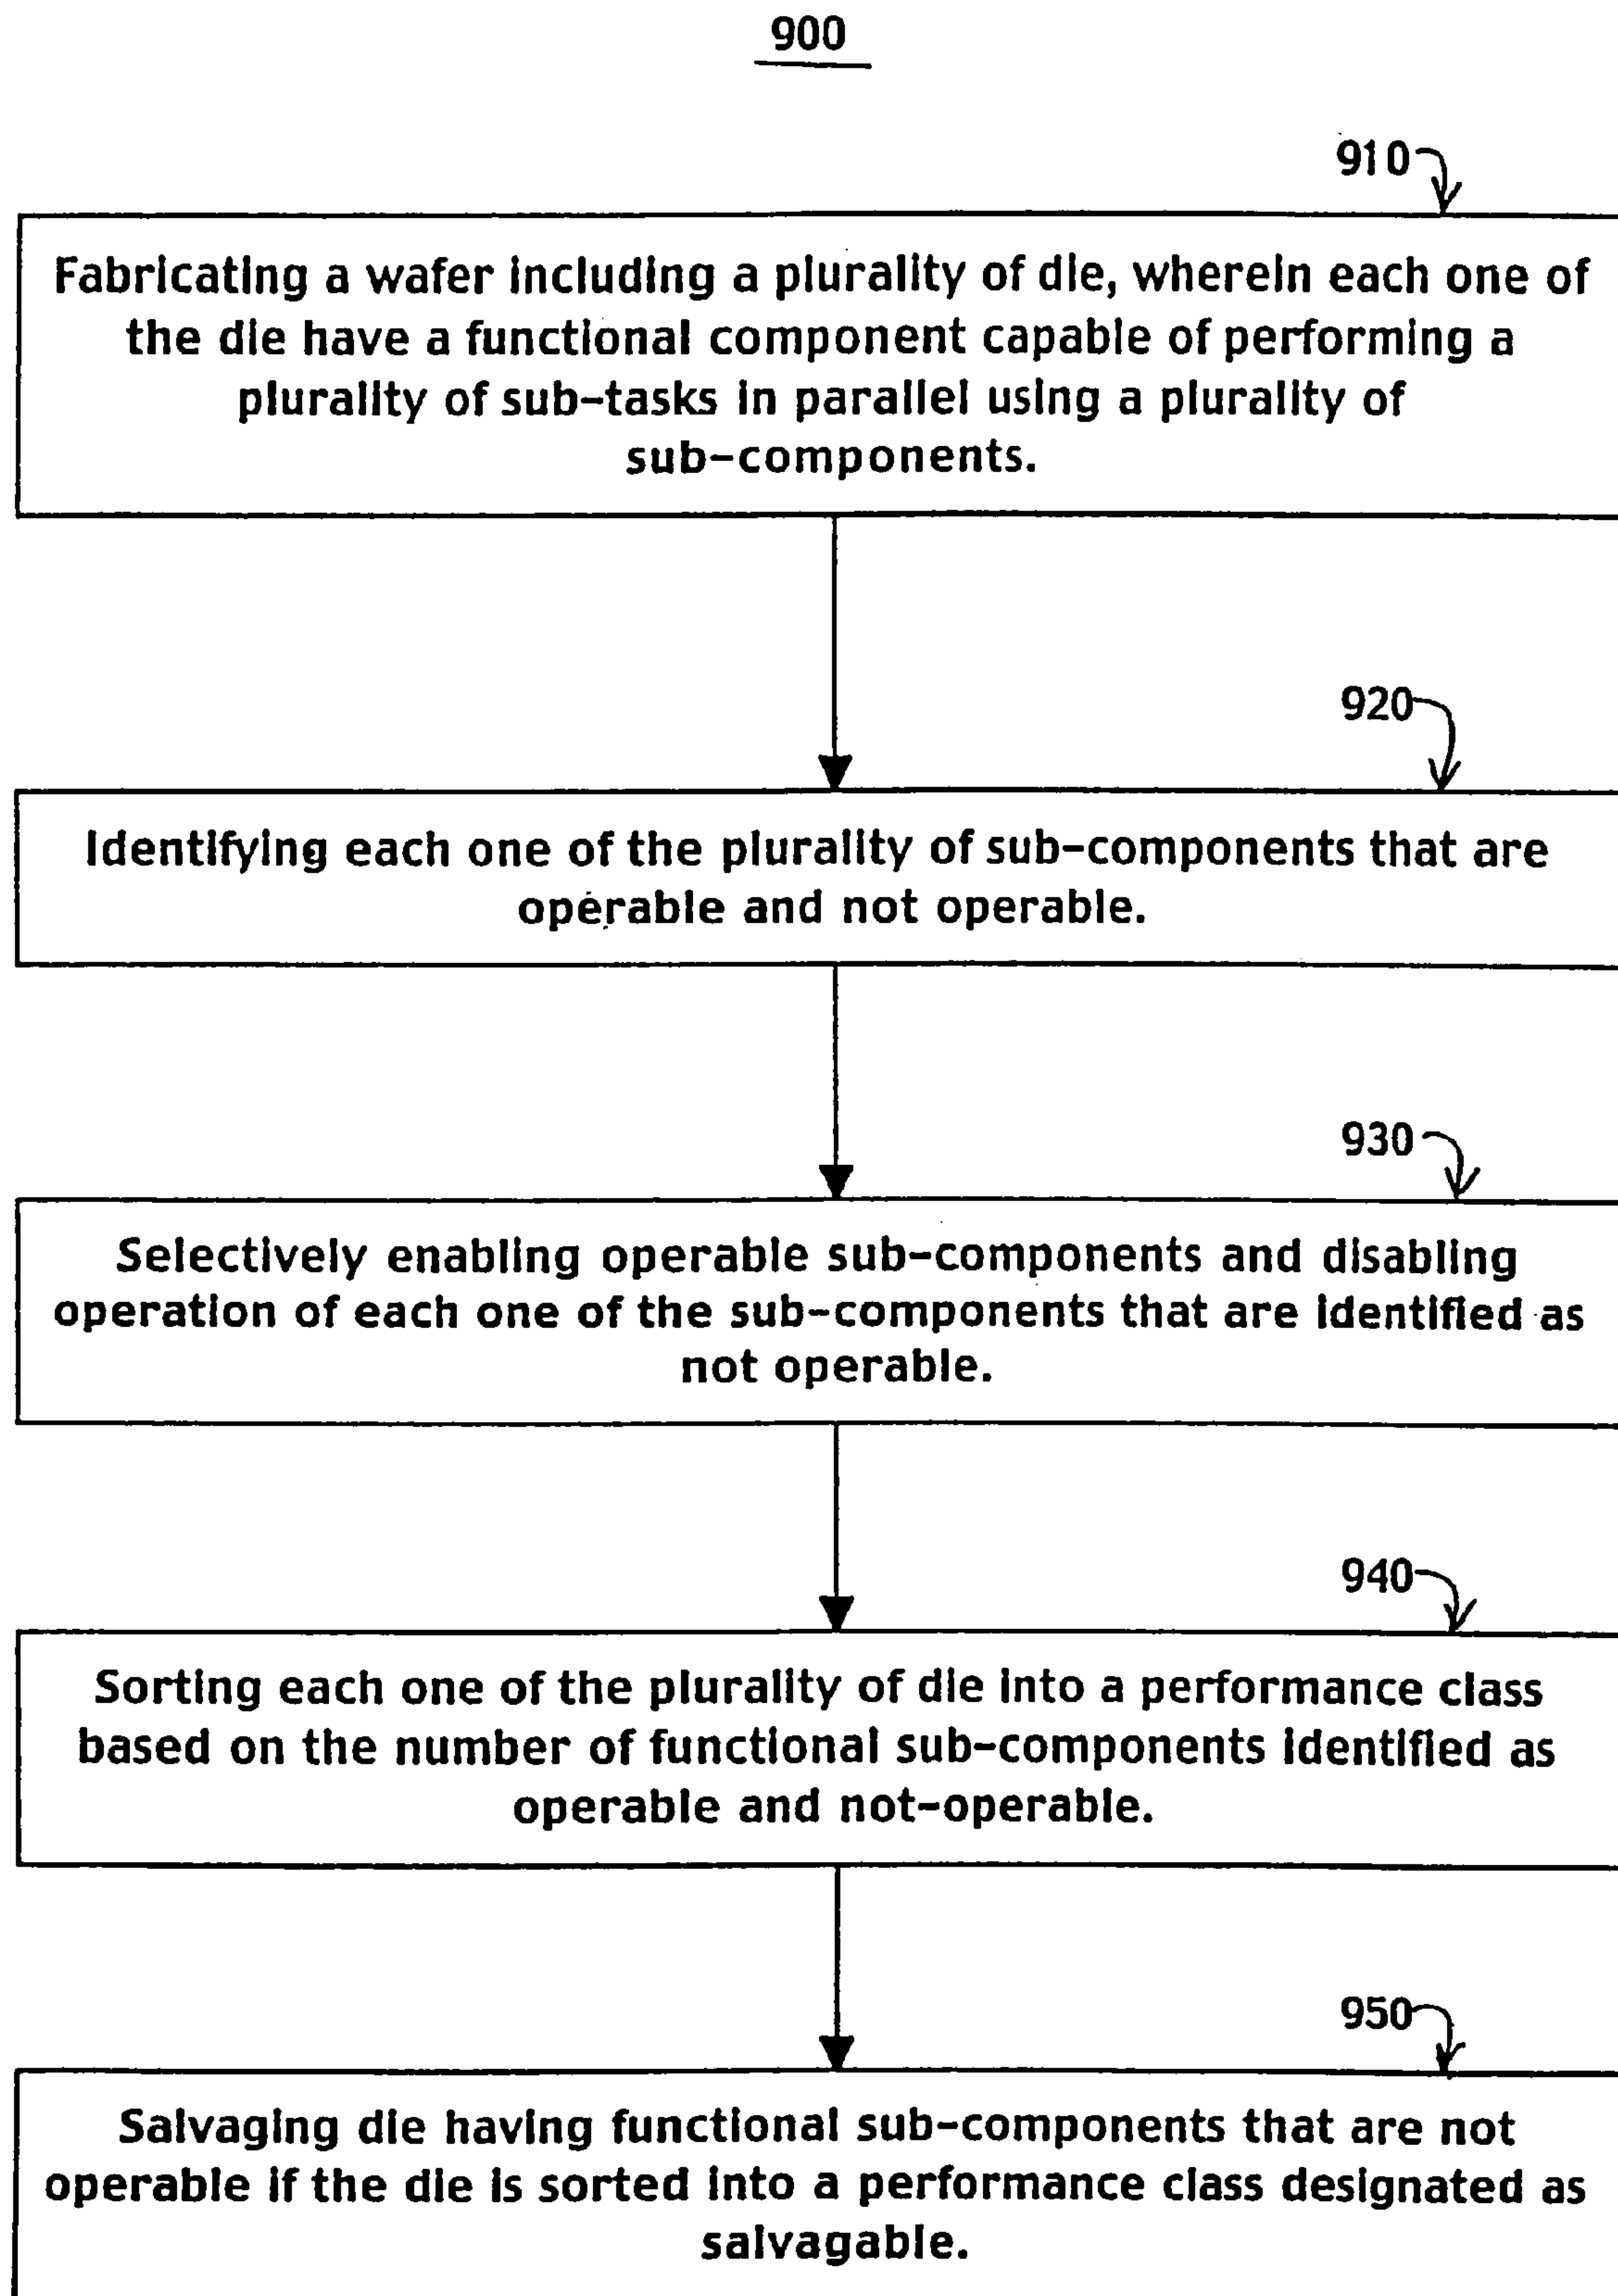 900
910
Fabricating a wafer including a plurality of die, wherein each one of
the die have a functional component capable of performing a
plurality of sub-tasks in parallel using a plurality of
sub-components.
920
Identifying each one of the plurality of sub-components that are
operable and not operable.
930
Selectively enabling operable sub-components and disabling
operation of each one of the sub-components that are identified as
not operable.
940
Sorting each one of the plurality of die into a performance class
based on the number of functional sub-components identified as
operable and not-operable.
950
Salvaging die having functional sub-components that are not
operable if the die is sorted into a performance class designated as
salvagable.